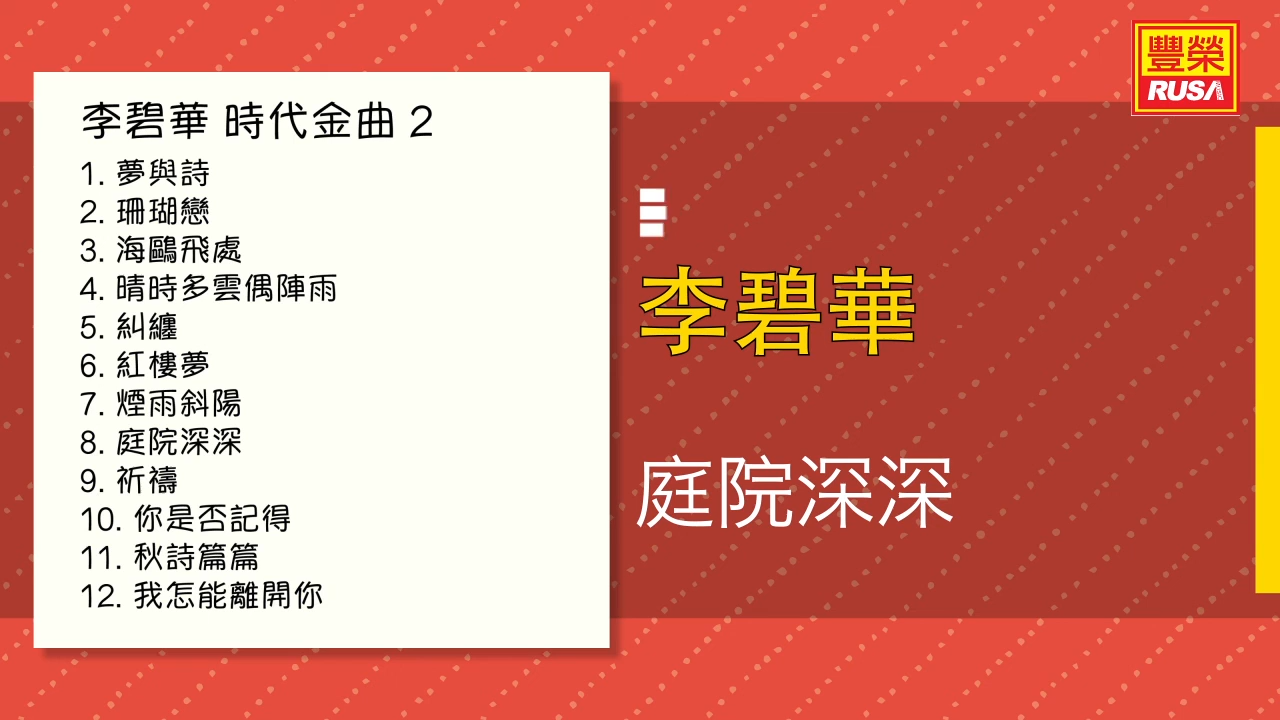 李碧華 時代金曲 2
1. 夢與詩
2. 珊瑚戀
3. 海鷗飛處
4. 晴時多雲偶陣雨
5. 糾纏
6. 紅樓夢
7. 煙雨斜陽
8. 庭院深深
9. 祈禱
10. 你是否記得
11. 秋詩篇篇
12. 我怎能離開你
豐榮
RUSA
李碧華
庭院深深